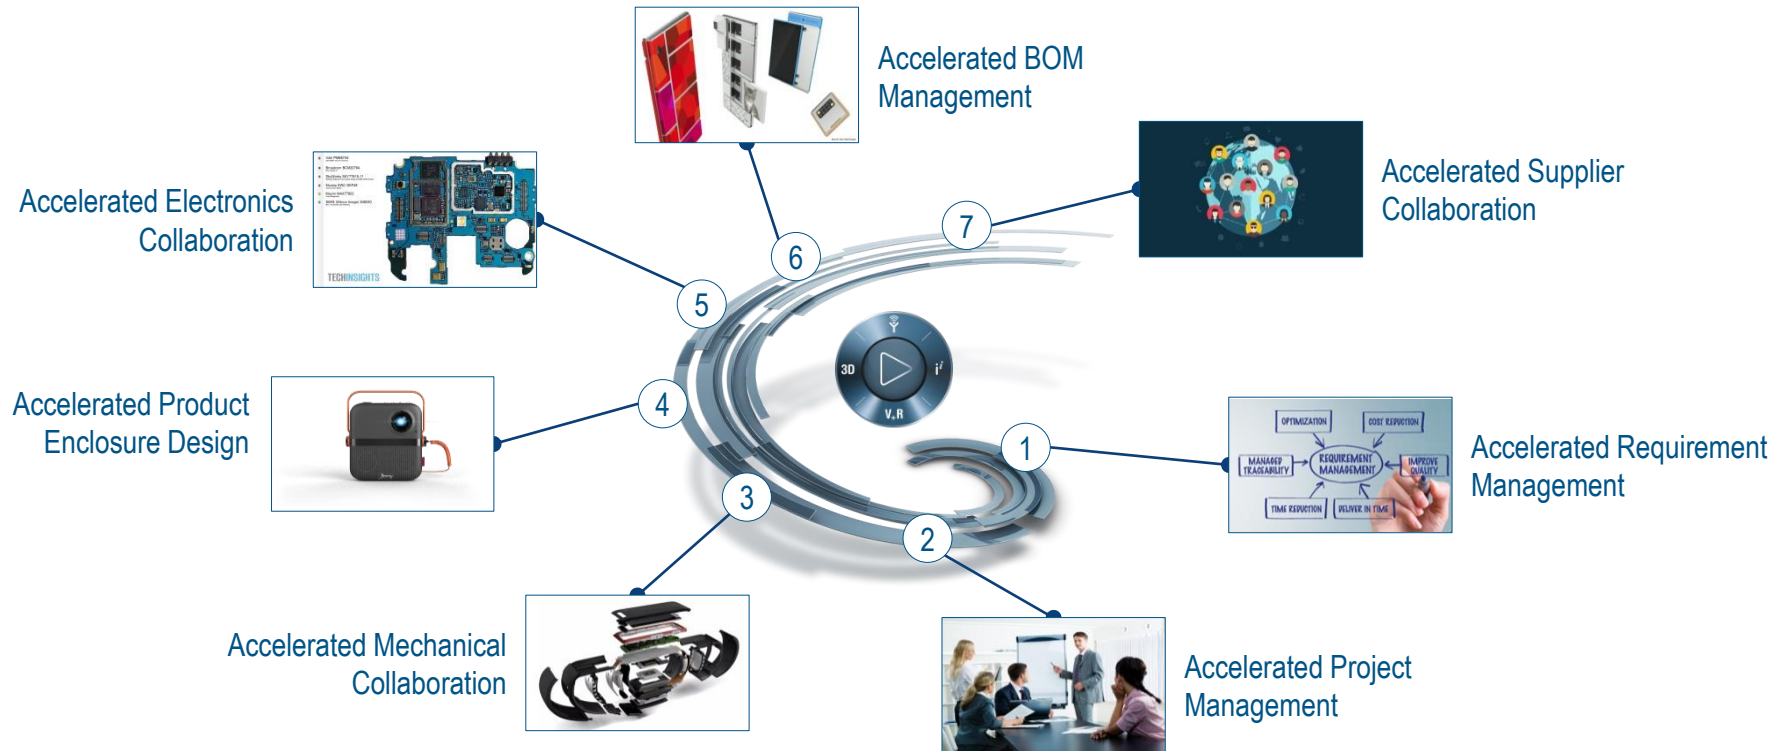 Accelerated BOM
Management
Accelerated Supplier
Collaboration
Accelerated Electronics
Collaboration
TECHINSIGHTS
7
6
5
Accelerated Product
Enclosure Design
4
3D
i
V+R
1
OPTIMIZATION
COST REDUCTION
MANAGED
TRACEABILITY
REQUIREMENT
MANAGEMENT
IMPROVE
QUALITY
TIME REDUCTION
DELIVER IN TIME
Accelerated Requirement
Management
3
2
Accelerated Mechanical
Collaboration
Accelerated Project
Management